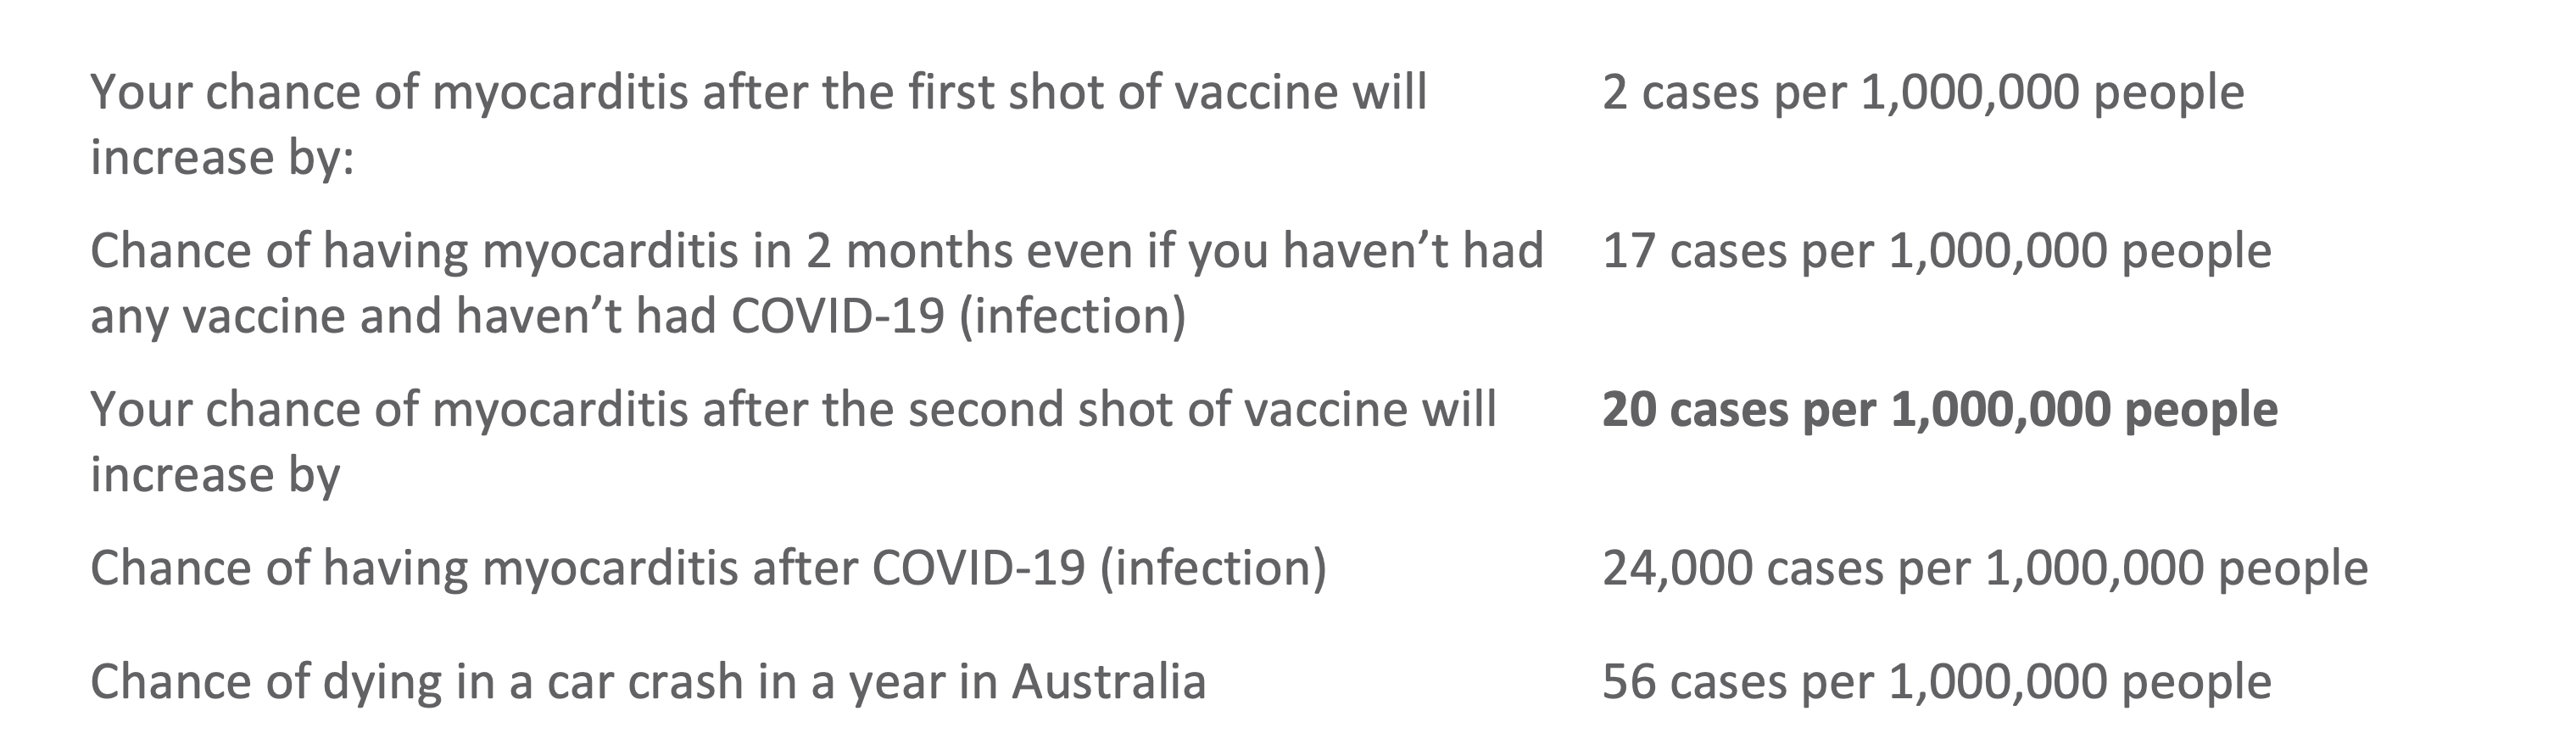 Your chance of myocarditis after the first shot of vaccine will
increase by:
2 cases per 1,000,000 people
Chance of having myocarditis in 2 months even if you haven’t had
any vaccine and haven’t had COVID-19 (infection)
17 cases per 1,000,000 people
Your chance of myocarditis after the second shot of vaccine will
increase by
20 cases per 1,000,000 people
Chance of having myocarditis after COVID-19 (infection)
24,000 cases per 1,000,000 people
Chance of dying in a car crash in a year in Australia
56 cases per 1,000,000 people